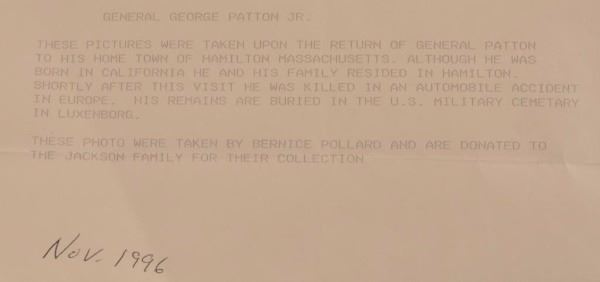 GENERAL GEORGE PATTON JR.
THESE PICTURES WERE TAKEN UPON THE RETURN OF GENERAL PATTON
TO HIS HOME TOWN OF HAMILTON MASSACHUSETTS. ALTHOUGH HE WAS
BORN IN CALIFORNIA HE AND HIS FAMILY RESIDED IN HAMILTON.
SHORTLY AFTER THIS VISIT HE WAS KILLED IN AN AUTOMOBILE ACCIDENT
IN EUROPE. HIS REMAINS ARE BURIED IN THE U.S. MILITARY CEMETARY
IN LUXENBORG.
THESE PHOTO WERE TAKEN BY BERNICE POLLARD AND ARE DONATED TO
THE JACKSON FAMILY FOR THEIR COLLECTION
Nov. 1996